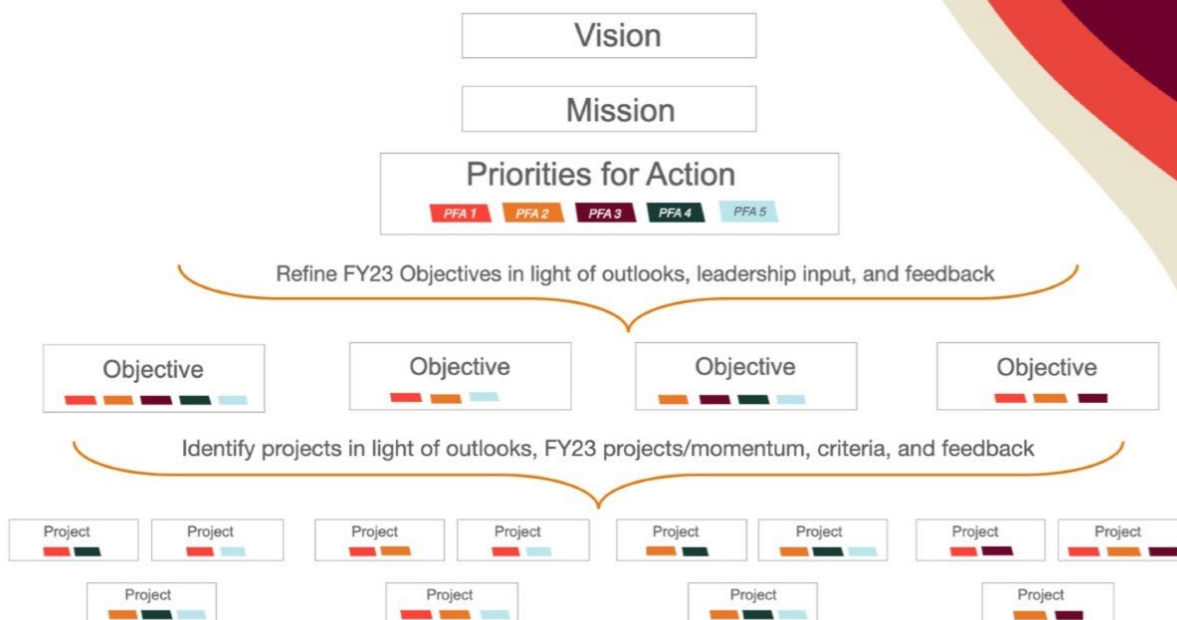 Vision
Mission
Priorities for Action
PFA 1 PFA 2 PFA 3 PFA 4 PFA 5
Refine FY23 Objectives in light of outlooks, leadership input, and feedback
Objective Objective Objective Objective
Identify projects in light of outlooks, FY23 projects/momentum, criteria, and feedback
Project Project Project Project Project Project Project Project
Project Project Project Project